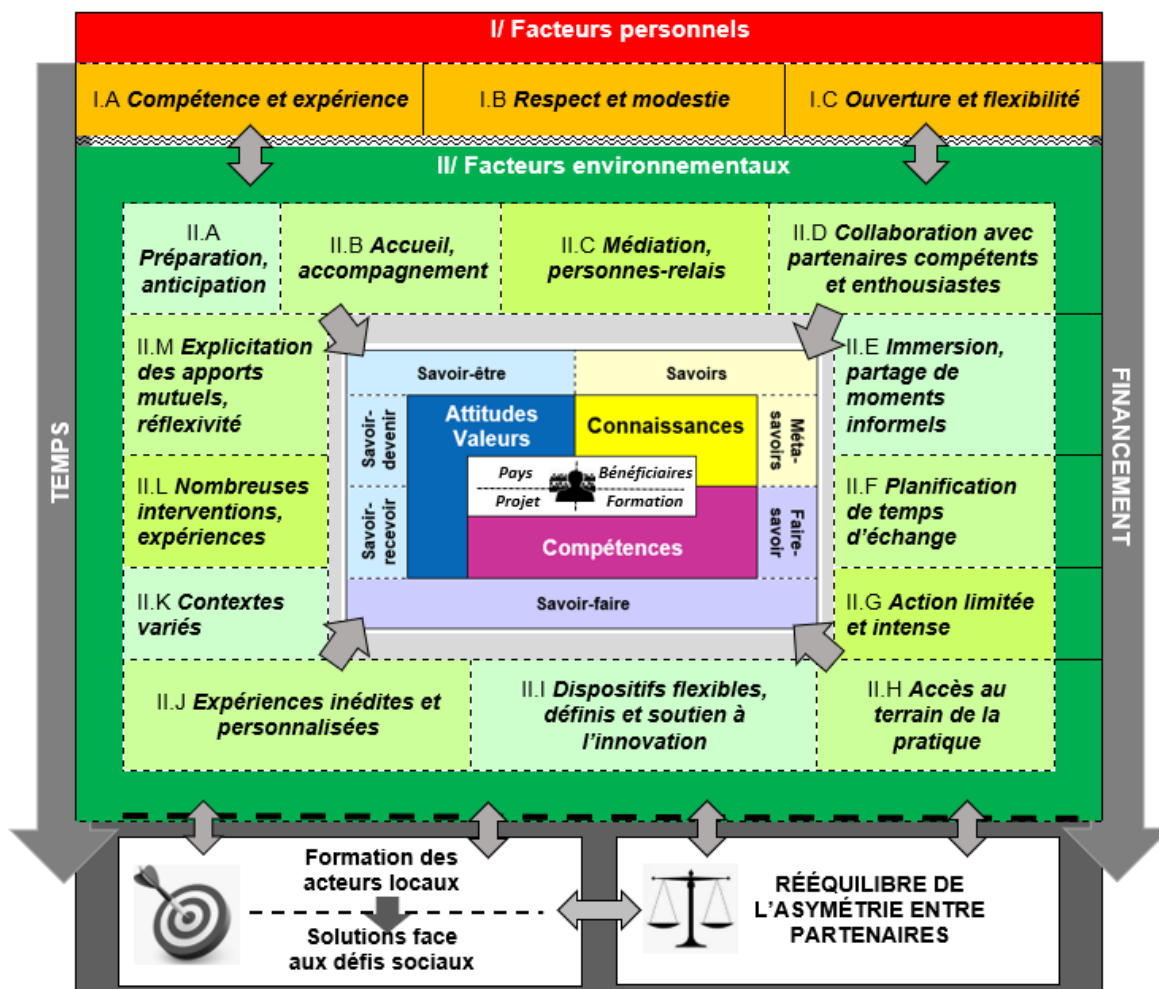 I/ Facteurs personnels
I.A Compétence et expérience
I.B Respect et modestie
I.C Ouverture et flexibilité
II/ Facteurs environnementaux
II.A
Préparation,
anticipation
II.B Accueil,
accompagnement
II.C Médiation,
personnes-relais
II.D Collaboration avec
partenaires compétents
et enthousiastes
II.M Explicitation
des apports
mutuels,
réflexivité
II.L Nombreuses
interventions,
expériences
II.K Contextes
variés
Savoir-être
Savoirs
Savoir-
devenir
Savoir-
recevoir
Attitudes
Valeurs
Connaissances
Méta-
savoirs
Faire-
savoir
Pays
Bénéficiaires
Projet
Formation
Compétences
Savoir-faire
II.E Immersion,
partage de
moments
informels
II.F Planification
de temps
d’échange
II.G Action limitée
et intense
II.J Expériences inédites et
personnalisées
II.I Dispositifs flexibles,
définis et soutien à
l’innovation
II.H Accès au
terrain de la
pratique
TEMPS
FINANCEMENT
Formation des
acteurs locaux
Solutions face
aux défis sociaux
RÉÉQUILIBRE DE
L’ASYMÉTRIE ENTRE
PARTENAIRES